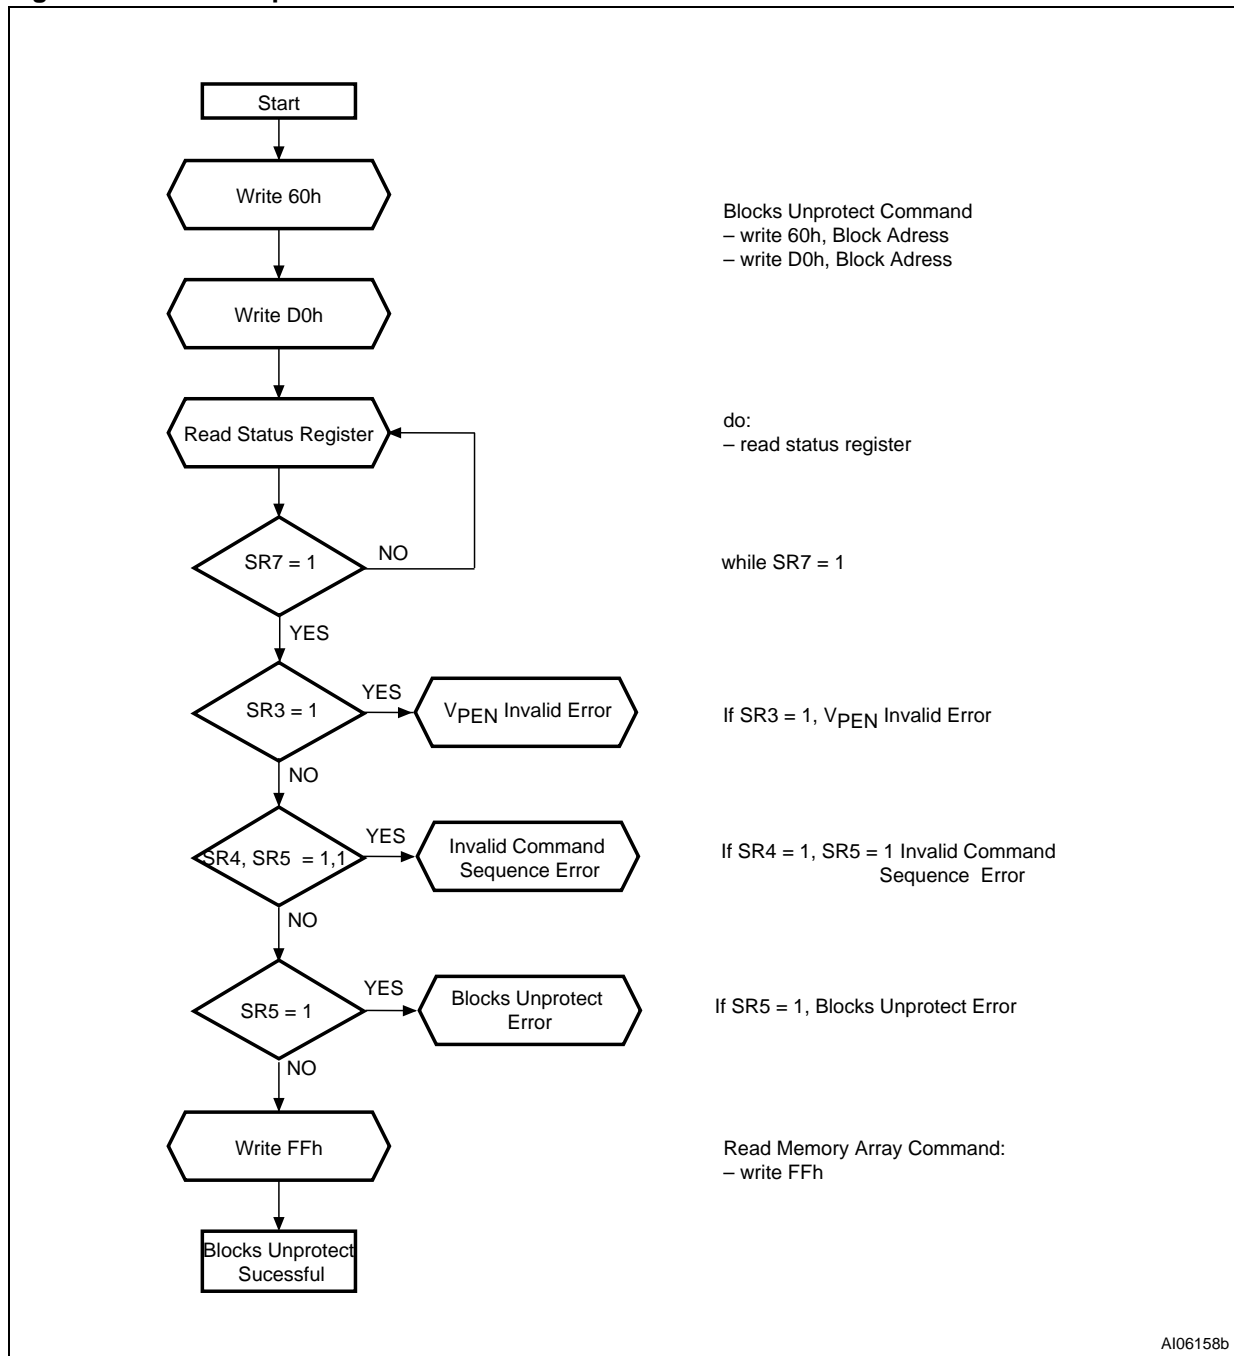 Start
Write 60h
Blocks Unprotect Command
– write 60h, Block Adress
– write D0h, Block Adress
Write D0h
Read Status Register
do:
– read status register
SR7 = 1
NO
while SR7 = 1
YES
SR3 = 1
YES
VPEN Invalid Error
If SR3 = 1, VPEN Invalid Error
NO
SR4, SR5 = 1,1
YES
Invalid Command
Sequence Error
If SR4 = 1, SR5 = 1 Invalid Command
Sequence Error
NO
SR5 = 1
YES
Blocks Unprotect
Error
If SR5 = 1, Blocks Unprotect Error
NO
Write FFh
Read Memory Array Command:
– write FFh
Blocks Unprotect
Sucessful
AI06158b